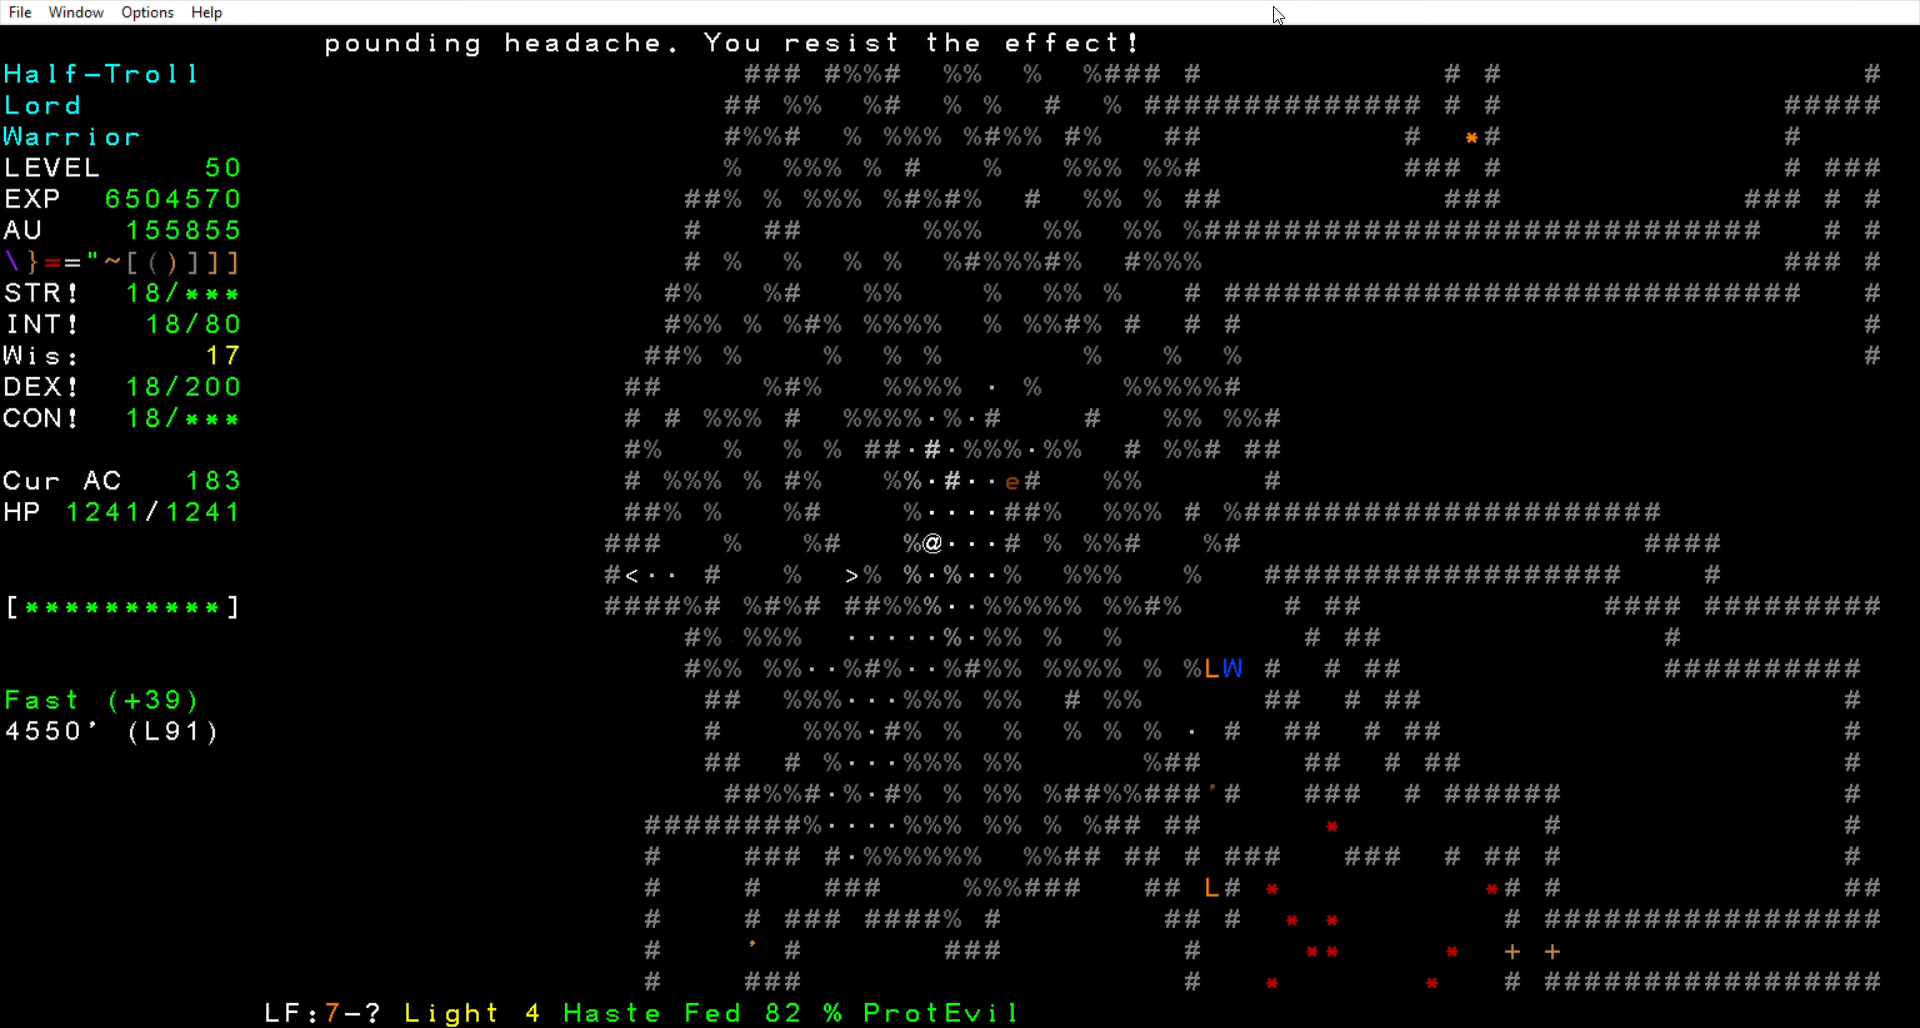 File Window Options Help
pounding headache. You resist the effect!
Half-Troll
Lord
Warrior
LEVEL 50
EXP 6504570
AU 155855
\}=="~[()]]]
STR! 18/***
INT! 18/80
Wis: 17
DEX! 18/200
CON! 18/***
Cur AC 183
HP 1241/1241
[**********]
Fast (+39)
4550' (L91)
LF:7-? Light 4 Haste Fed 82 % ProtEvil